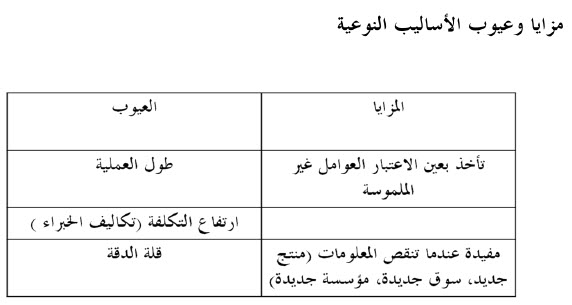 مزايا وعيوب الأساليب النوعية
المزايا
العيوب
تأخذ بعين الاعتبار العوامل غير
الملموسة
طول العملية
ارتفاع التكلفة (تكاليف الخبراء )
مفيدة عندما تنقص المعلومات (منتج
جديد، سوق جديدة، مؤسسة جديدة)
قلة الدقة